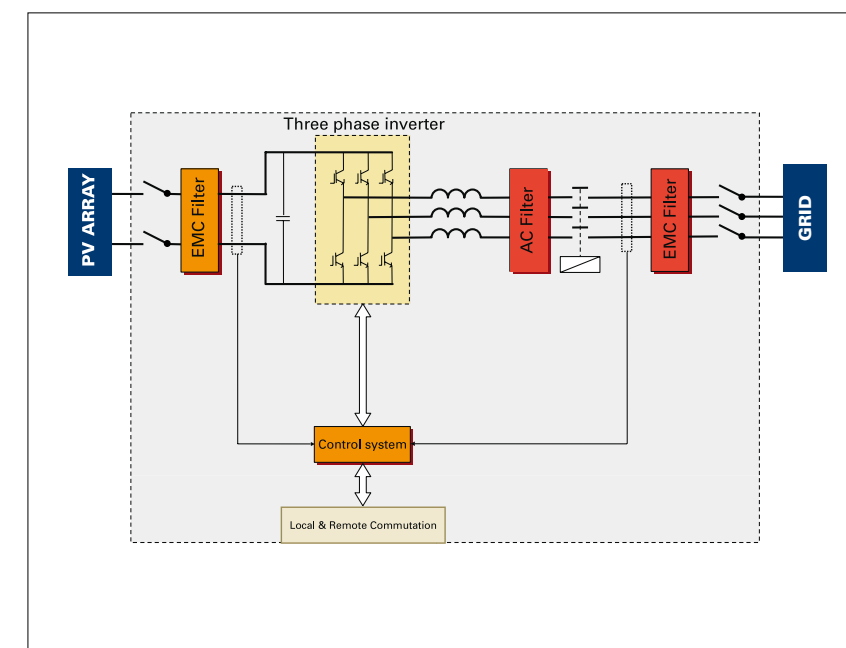 Three phase inverter
PV ARRAY
EMC Filter
AC Filter
EMC Filter
GRID
Control system
Local & Remote Commutation